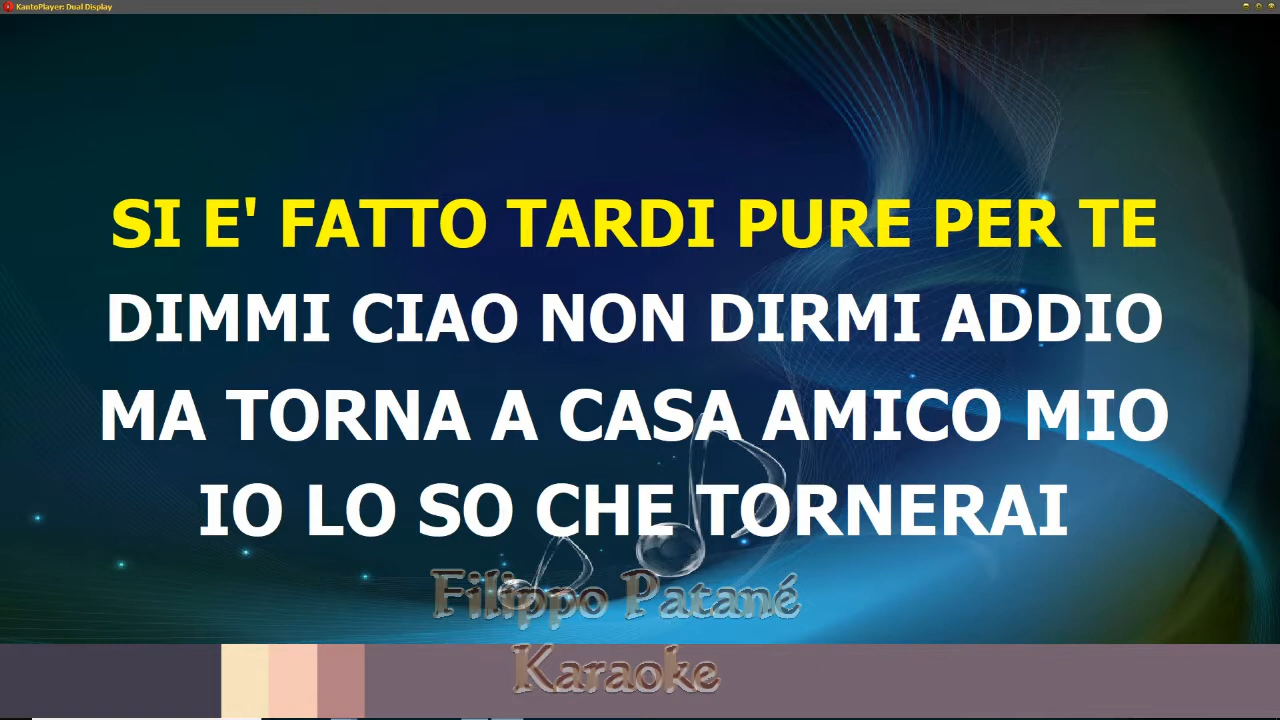 KantoPlayer: Dual Display
SI E' FATTO TARDI PURE PER TE
DIMMI CIAO NON DIRMI ADDIO
MA TORNA A CASA AMICO MIO
IO LO SO CHE TORNERAI
Filippo Patané
Karaoke